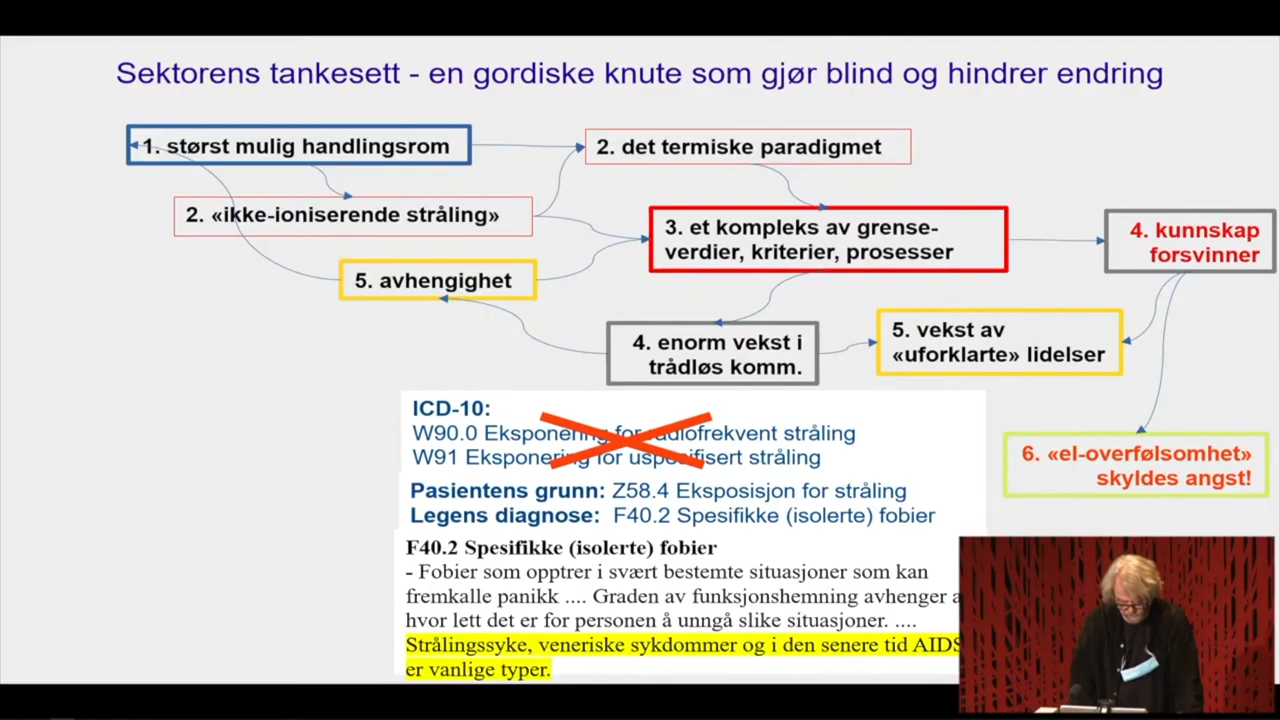 Sektorens tankesett - en gordiske knute som gjør blind og hindrer endring
1. størst mulig handlingsrom
2. det termiske paradigmet
2. «ikke-ioniserende stråling»
3. et kompleks av grense-
verdier, kriterier, prosesser
4. kunnskap
forsvinner
5. avhengighet
4. enorm vekst i
trådløs komm.
5. vekst av
«uforklarte» lidelser
6. «el-overfølsomhet»
skyldes angst!
ICD-10:
W90.0 Eksponering for radiofrekvent stråling
W91 Eksponering for uspesifisert stråling
Pasientens grunn: Z58.4 Eksposisjon for stråling
Legens diagnose: F40.2 Spesifikke (isolerte) fobier
F40.2 Spesifikke (isolerte) fobier
- Fobier som opptrer i svært bestemte situasjoner som kan
fremkalle panikk .... Graden av funksjonshemning avhenger a
hvor lett det er for personen å unngå slike situasjoner. ....
Strålingssyke, veneriske sykdommer og i den senere tid AIDS
er vanlige typer.